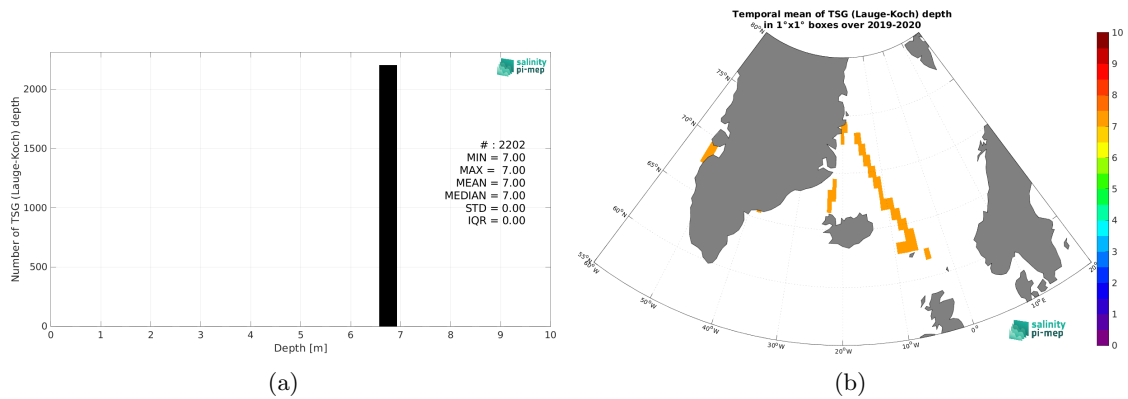 Number of TSG (Lauge-Koch) depth
2000
1500
1000
500
0
1
2
3
4
5
6
7
8
9
10
Depth [m]
salinity
pi-mep
# : 2202
MIN = 7.00
MAX = 7.00
MEAN = 7.00
MEDIAN = 7.00
STD = 0.00
IQR = 0.00
(a)
Temporal mean of TSG (Lauge-Koch) depth
in 1°x1° boxes over 2019-2020
80°N
75°N
70°N
65°N
60°N
55°N
60°W
50°W
40°W
30°W
20°W
10°W
0°
10°E
salinity
pi-mep
10
9
8
7
6
5
4
3
2
1
0
(b)